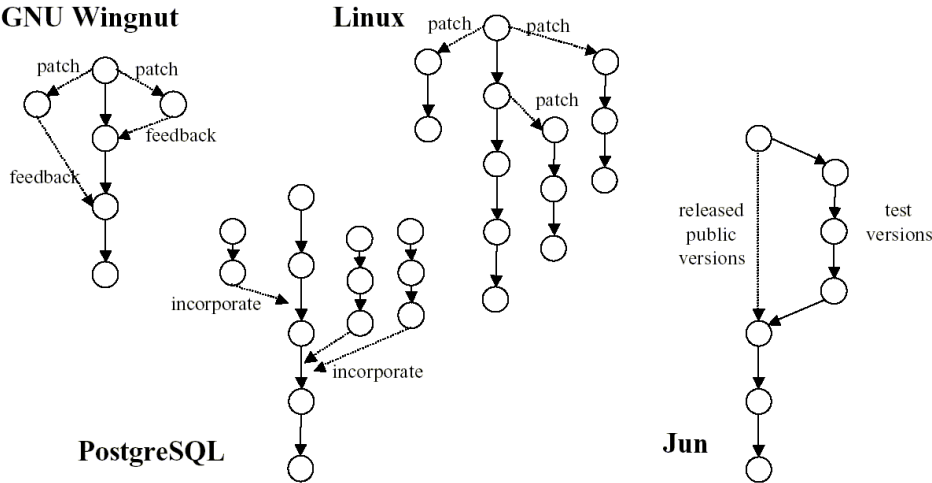 GNU Wingnut
patch
patch
feedback
feedback
Linux
patch
patch
patch
incorporate
incorporate
PostgreSQL
released
public
versions
test
versions
Jun